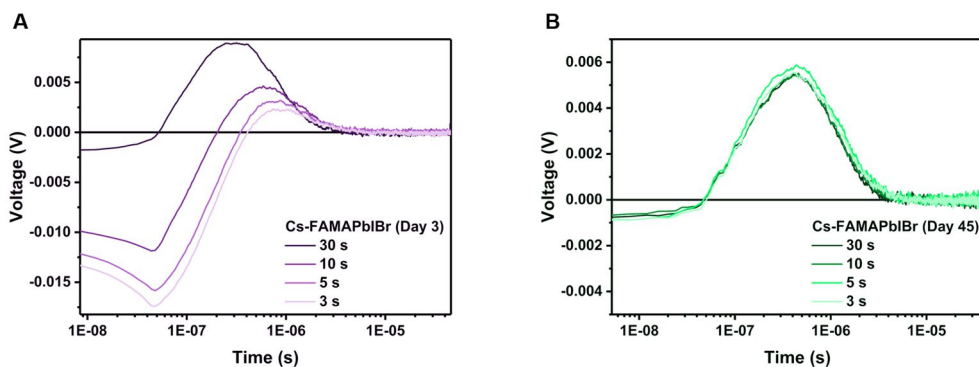 A
B
Voltage (V)
0.005
0.000
-0.005
-0.010
-0.015
Cs-FAMAPbIBr (Day 3)
30 s
10 s
5 s
3 s
1E-08
1E-07
1E-06
1E-05
Time (s)
Voltage (V)
0.006
0.004
0.002
0.000
-0.002
-0.004
Cs-FAMAPbIBr (Day 45)
30 s
10 s
5 s
3 s
1E-07
1E-06
1E-05
Time (s)